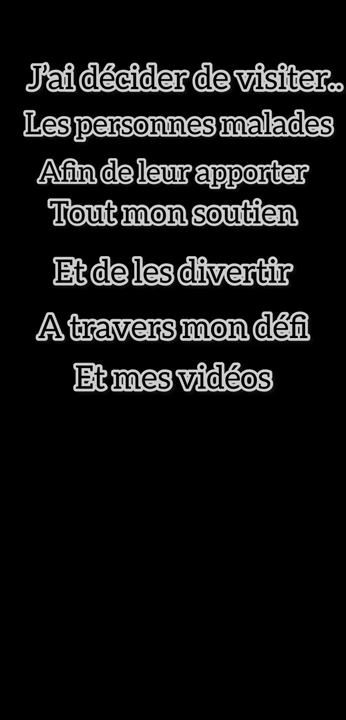 J'ai décider de visiter..
Les personnes malades
Afin de leur apporter
Tout mon soutien
Et de les divertir
A travers mon défi
Et mes vidéos